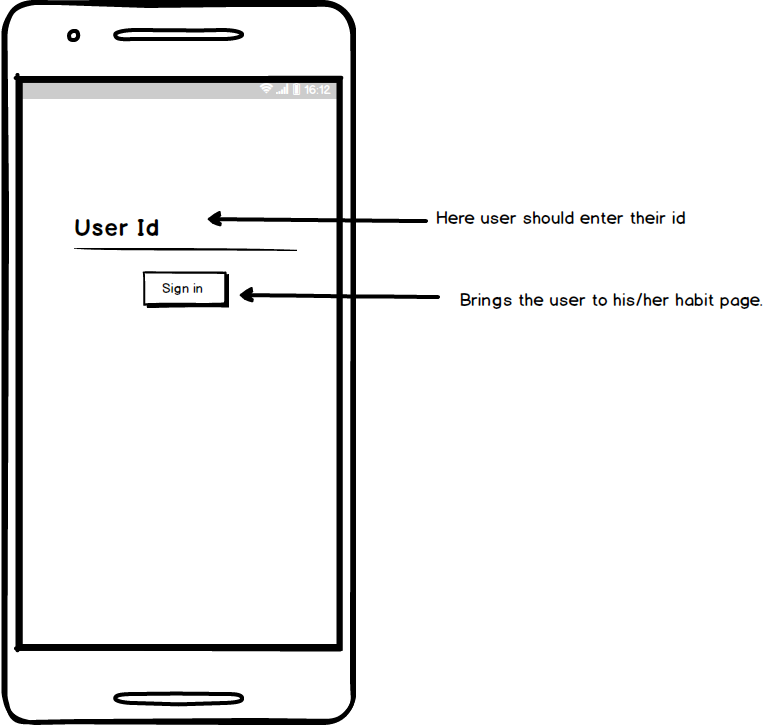 16:12
Here user should enter their id
User Id
Sign in
Brings the user to his/her habit page.